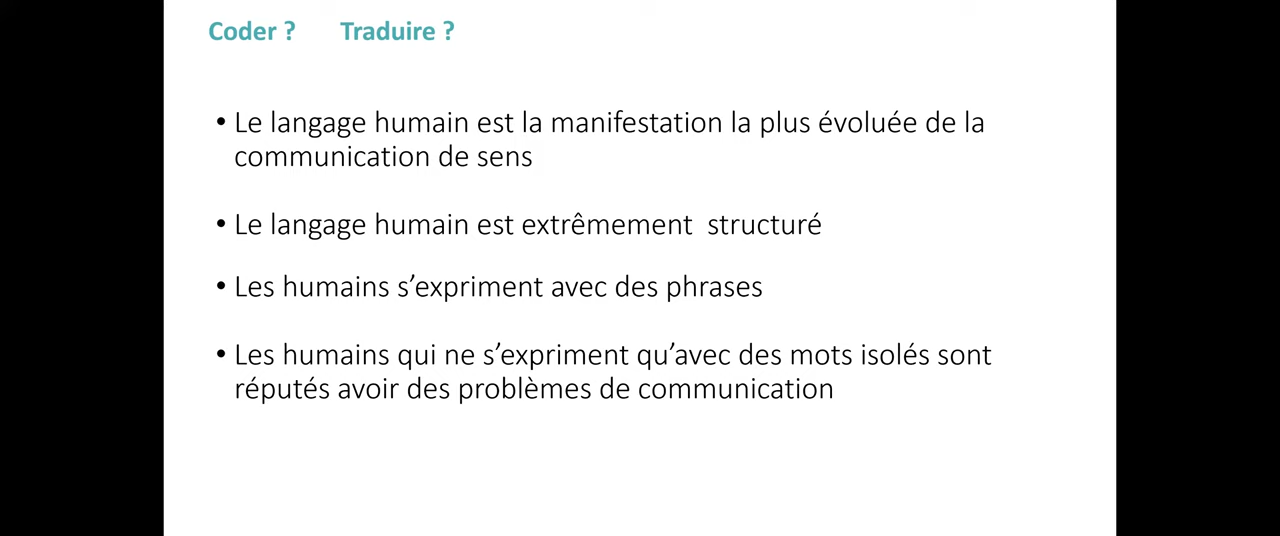 Coder ? Traduire ?
• Le langage humain est la manifestation la plus évoluée de la
communication de sens
• Le langage humain est extrêmement  structuré
• Les humains s’expriment avec des phrases
• Les humains qui ne s’expriment qu’avec des mots isolés sont
réputés avoir des problèmes de communication